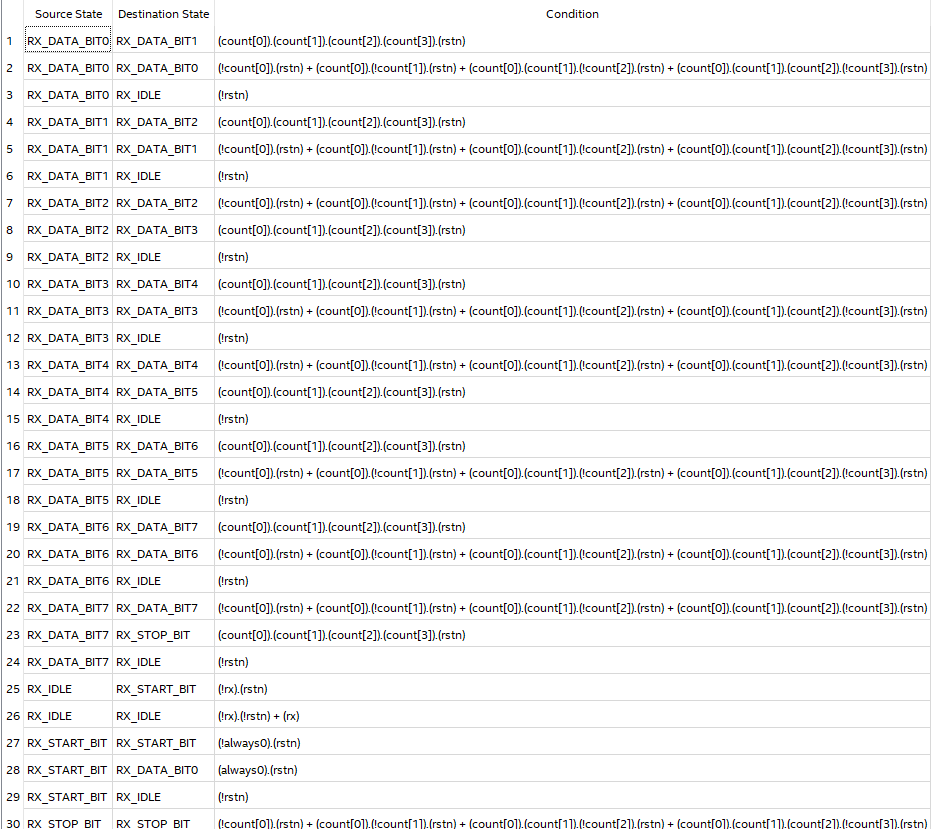 Source State Destination State Condition
1 RX_DATA_BIT0 RX_DATA_BIT1 (count[0]).(count[1]).(count[2]).(count[3]).(rstn)
2 RX_DATA_BIT0 RX_DATA_BIT0 (!count[0]).(rstn) + (count[0]).(!count[1]).(rstn) + (count[0]).(count[1]).(!count[2]).(rstn) + (count[0]).(count[1]).(count[2]).(!count[3]).(rstn)
3 RX_DATA_BIT0 RX_IDLE (!rstn)
4 RX_DATA_BIT1 RX_DATA_BIT2 (count[0]).(count[1]).(count[2]).(count[3]).(rstn)
5 RX_DATA_BIT1 RX_DATA_BIT1 (!count[0]).(rstn) + (count[0]).(!count[1]).(rstn) + (count[0]).(count[1]).(!count[2]).(rstn) + (count[0]).(count[1]).(count[2]).(!count[3]).(rstn)
6 RX_DATA_BIT1 RX_IDLE (!rstn)
7 RX_DATA_BIT2 RX_DATA_BIT2 (!count[0]).(rstn) + (count[0]).(!count[1]).(rstn) + (count[0]).(count[1]).(!count[2]).(rstn) + (count[0]).(count[1]).(count[2]).(!count[3]).(rstn)
8 RX_DATA_BIT2 RX_DATA_BIT3 (count[0]).(count[1]).(count[2]).(count[3]).(rstn)
9 RX_DATA_BIT2 RX_IDLE (!rstn)
10 RX_DATA_BIT3 RX_DATA_BIT4 (count[0]).(count[1]).(count[2]).(count[3]).(rstn)
11 RX_DATA_BIT3 RX_DATA_BIT3 (!count[0]).(rstn) + (count[0]).(!count[1]).(rstn) + (count[0]).(count[1]).(!count[2]).(rstn) + (count[0]).(count[1]).(count[2]).(!count[3]).(rstn)
12 RX_DATA_BIT3 RX_IDLE (!rstn)
13 RX_DATA_BIT4 RX_DATA_BIT4 (!count[0]).(rstn) + (count[0]).(!count[1]).(rstn) + (count[0]).(count[1]).(!count[2]).(rstn) + (count[0]).(count[1]).(count[2]).(!count[3]).(rstn)
14 RX_DATA_BIT4 RX_DATA_BIT5 (count[0]).(count[1]).(count[2]).(count[3]).(rstn)
15 RX_DATA_BIT4 RX_IDLE (!rstn)
16 RX_DATA_BIT5 RX_DATA_BIT6 (count[0]).(count[1]).(count[2]).(count[3]).(rstn)
17 RX_DATA_BIT5 RX_DATA_BIT5 (!count[0]).(rstn) + (count[0]).(!count[1]).(rstn) + (count[0]).(count[1]).(!count[2]).(rstn) + (count[0]).(count[1]).(count[2]).(!count[3]).(rstn)
18 RX_DATA_BIT5 RX_IDLE (!rstn)
19 RX_DATA_BIT6 RX_DATA_BIT7 (count[0]).(count[1]).(count[2]).(count[3]).(rstn)
20 RX_DATA_BIT6 RX_DATA_BIT6 (!count[0]).(rstn) + (count[0]).(!count[1]).(rstn) + (count[0]).(count[1]).(!count[2]).(rstn) + (count[0]).(count[1]).(count[2]).(!count[3]).(rstn)
21 RX_DATA_BIT6 RX_IDLE (!rstn)
22 RX_DATA_BIT7 RX_DATA_BIT7 (!count[0]).(rstn) + (count[0]).(!count[1]).(rstn) + (count[0]).(count[1]).(!count[2]).(rstn) + (count[0]).(count[1]).(count[2]).(!count[3]).(rstn)
23 RX_DATA_BIT7 RX_STOP_BIT (count[0]).(count[1]).(count[2]).(count[3]).(rstn)
24 RX_DATA_BIT7 RX_IDLE (!rstn)
25 RX_IDLE RX_START_BIT (!rx).(rstn)
26 RX_IDLE RX_IDLE (!rx).(!rstn) + (rx)
27 RX_START_BIT RX_START_BIT (!always0).(rstn)
28 RX_START_BIT RX_DATA_BIT0 (always0).(rstn)
29 RX_START_BIT RX_IDLE (!rstn)
30 RX_STOP_BIT RX_STOP_BIT (!count[0]).(rstn) + (count[0]).(!count[1]).(rstn) + (count[0]).(count[1]).(!count[2]).(rstn) + (count[0]).(count[1]).(count[2]).(!count[3]).(rstn)